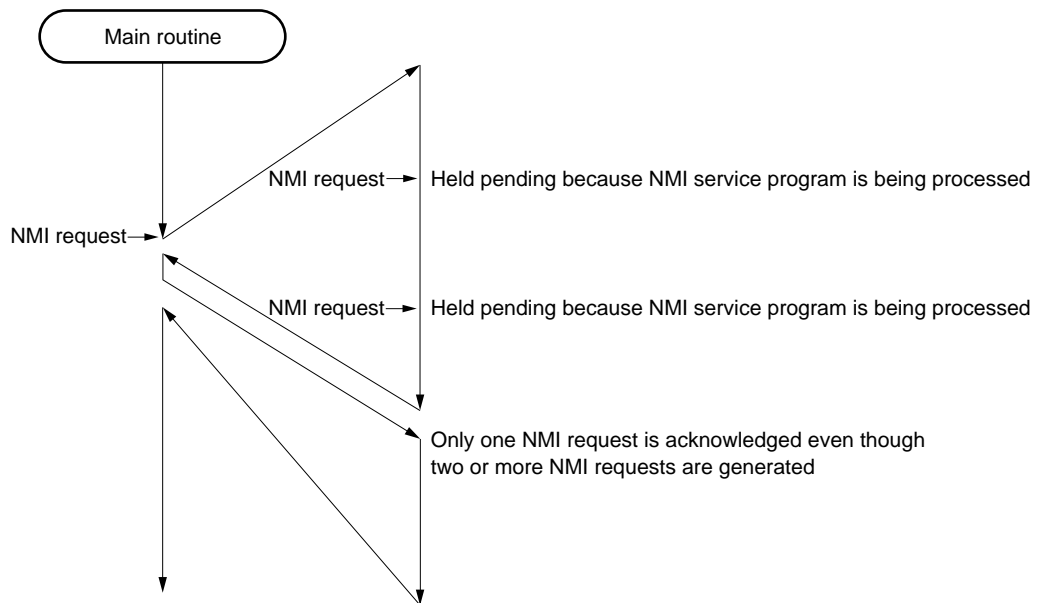 Main routine
NMI request
Held pending because NMI service program is being processed
NMI request
NMI request
Held pending because NMI service program is being processed
Only one NMI request is acknowledged even though
two or more NMI requests are generated